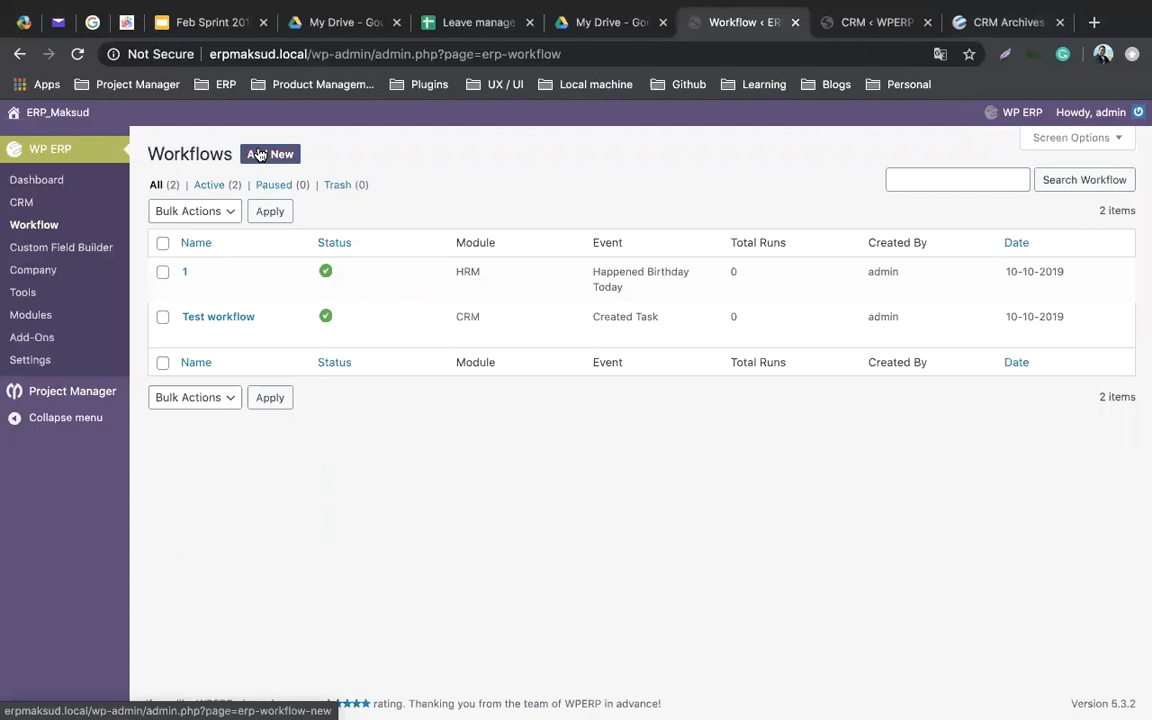 Feb Sprint 201
My Drive - Go
Leave manage
My Drive - Go
Workflow ‹ ER
CRM ‹ WPERP
CRM Archives
Not Secure
erpmaksud.local/wp-admin/admin.php?page=erp-workflow
Apps
Project Manager
ERP
Product Managem...
Plugins
UX / UI
Local machine
Github
Learning
Blogs
Personal
ERP_Maksud
WP ERP
Howdy, admin
WP ERP
Dashboard
CRM
Workflow
Custom Field Builder
Company
Tools
Modules
Add-Ons
Settings
Project Manager
Collapse menu
Screen Options
Workflows
Add New
All (2) | Active (2) | Paused (0) | Trash (0)
Search Workflow
Bulk Actions
Apply
2 items
Name Status Module Event Total Runs Created By Date
1 HRM Happened Birthday 0 admin 10-10-2019
Today
Test workflow CRM Created Task 0 admin 10-10-2019
Name Status Module Event Total Runs Created By Date
Bulk Actions
Apply
2 items
rating. Thanking you from the team of WPERP in advance!
Version 5.3.2
erpmaksud.local/wp-admin/admin.php?page=erp-workflow-new